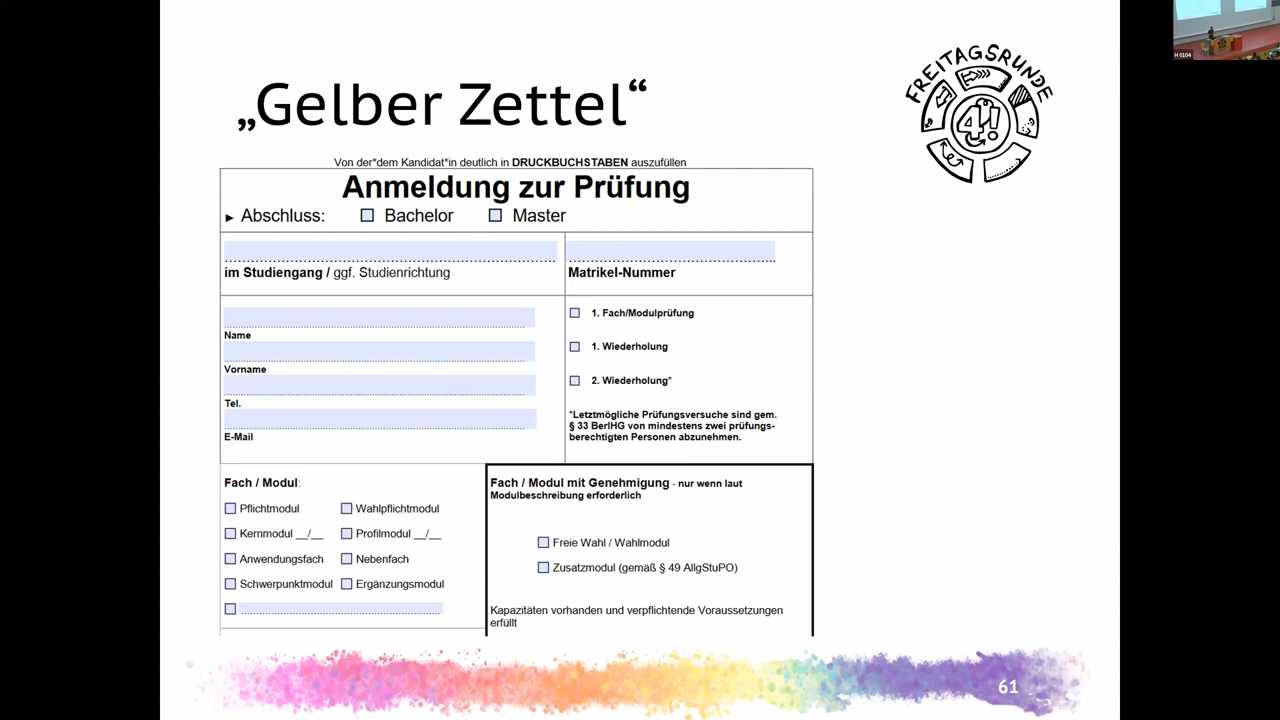 „Gelber Zettel“
FREITAGSRUNDE
4!
H 0104
Von der*dem Kandidat*in deutlich in DRUCKBUCHSTABEN auszufüllen
Anmeldung zur Prüfung
► Abschluss: Bachelor Master
im Studiengang / ggf. Studienrichtung
Matrikel-Nummer
Name
Vorname
Tel.
E-Mail
1. Fach/Modulprüfung
1. Wiederholung
2. Wiederholung*
*Letztmögliche Prüfungsversuche sind gem.
§ 33 BerlHG von mindestens zwei prüfungs-
berechtigten Personen abzunehmen.
Fach / Modul:
Pflichtmodul Wahlpflichtmodul
Kernmodul __/__ Profilmodul __/__
Anwendungsfach Nebenfach
Schwerpunktmodul Ergänzungsmodul
Fach / Modul mit Genehmigung - nur wenn laut
Modulbeschreibung erforderlich
Freie Wahl / Wahlmodul
Zusatzmodul (gemäß § 49 AllgStuPO)
Kapazitäten vorhanden und verpflichtende Voraussetzungen
erfüllt
61